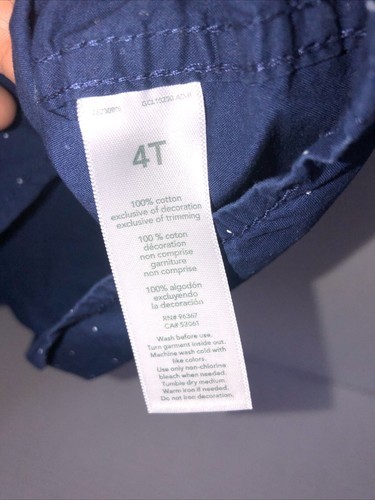 4T
100% cotton
exclusive of decoration
exclusive of trimming
100 % coton
décoration
non comprise
garniture
non comprise
100% algodón
excluyendo
la decoración
RN# 96367
CA# 53061
Wash before use.
Turn garment inside out.
Machine wash cold with
like colors.
Use only non-chlorine
bleach when needed.
Tumble dry medium.
Warm iron if needed.
Do not iron decoration.